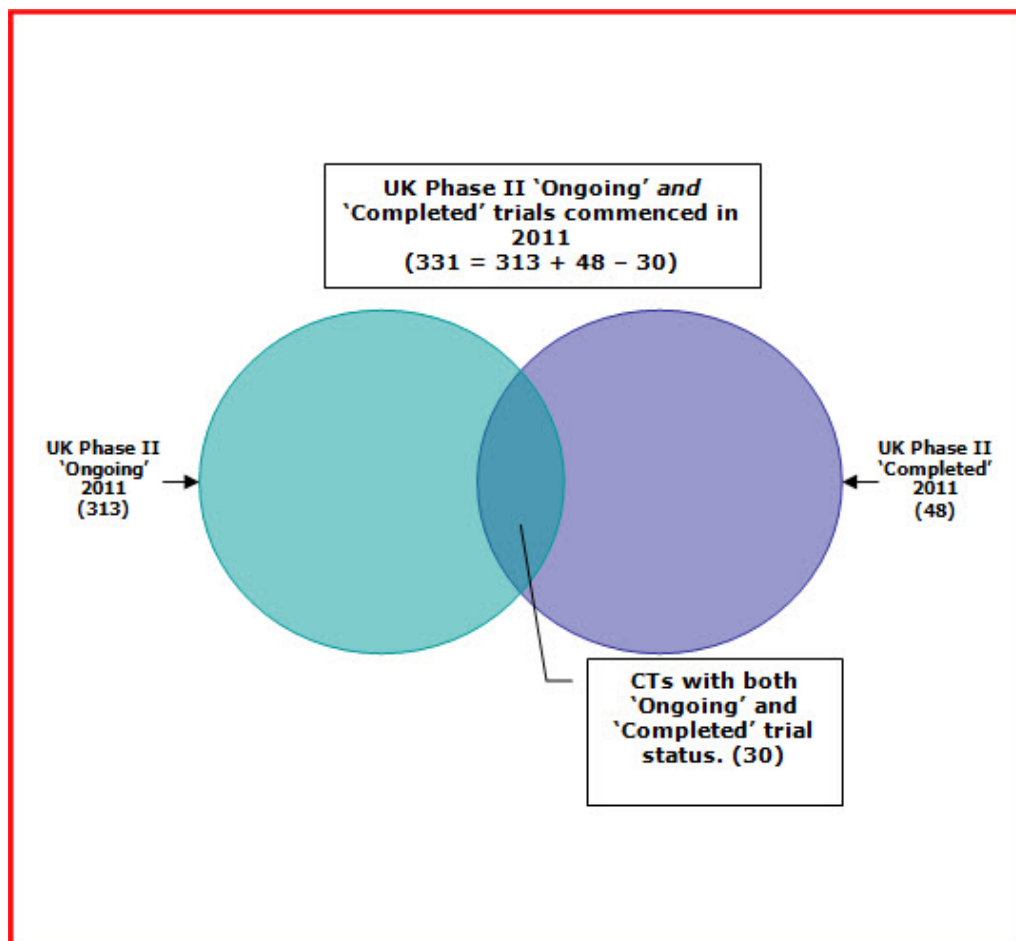 UK Phase II ‘Ongoing’ and
‘Completed’ trials commenced in
2011
(331 = 313 + 48 – 30)
UK Phase II
‘Ongoing’
2011
(313)
UK Phase II
‘Completed’
2011
(48)
CTs with both
‘Ongoing’ and
‘Completed’ trial
status. (30)